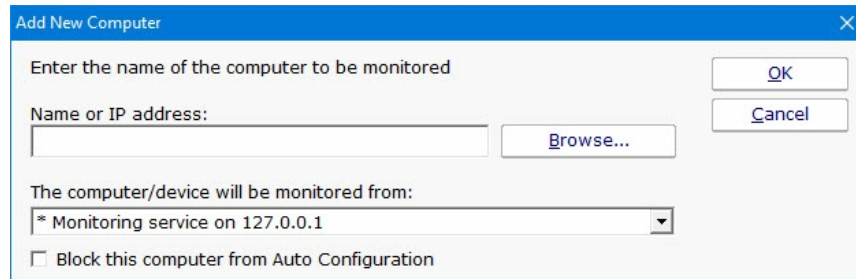 Add New Computer
Enter the name of the computer to be monitored
OK
Name or IP address:
Cancel
Browse...
The computer/device will be monitored from:
* Monitoring service on 127.0.0.1
Block this computer from Auto Configuration